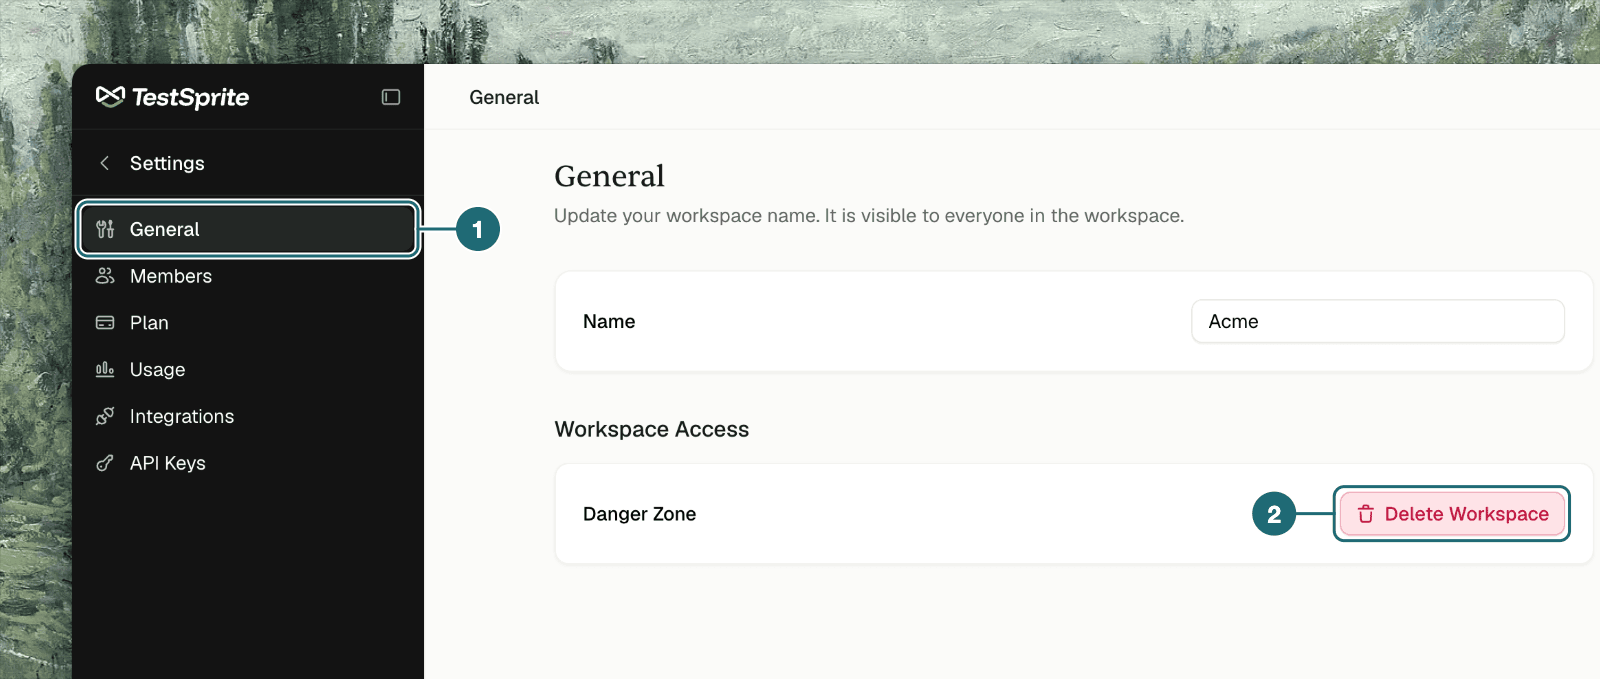 TestSprite
Settings
General
1
Members
Plan
Usage
Integrations
API Keys
General
General
Update your workspace name. It is visible to everyone in the workspace.
Name
Acme
Workspace Access
Danger Zone
2
Delete Workspace